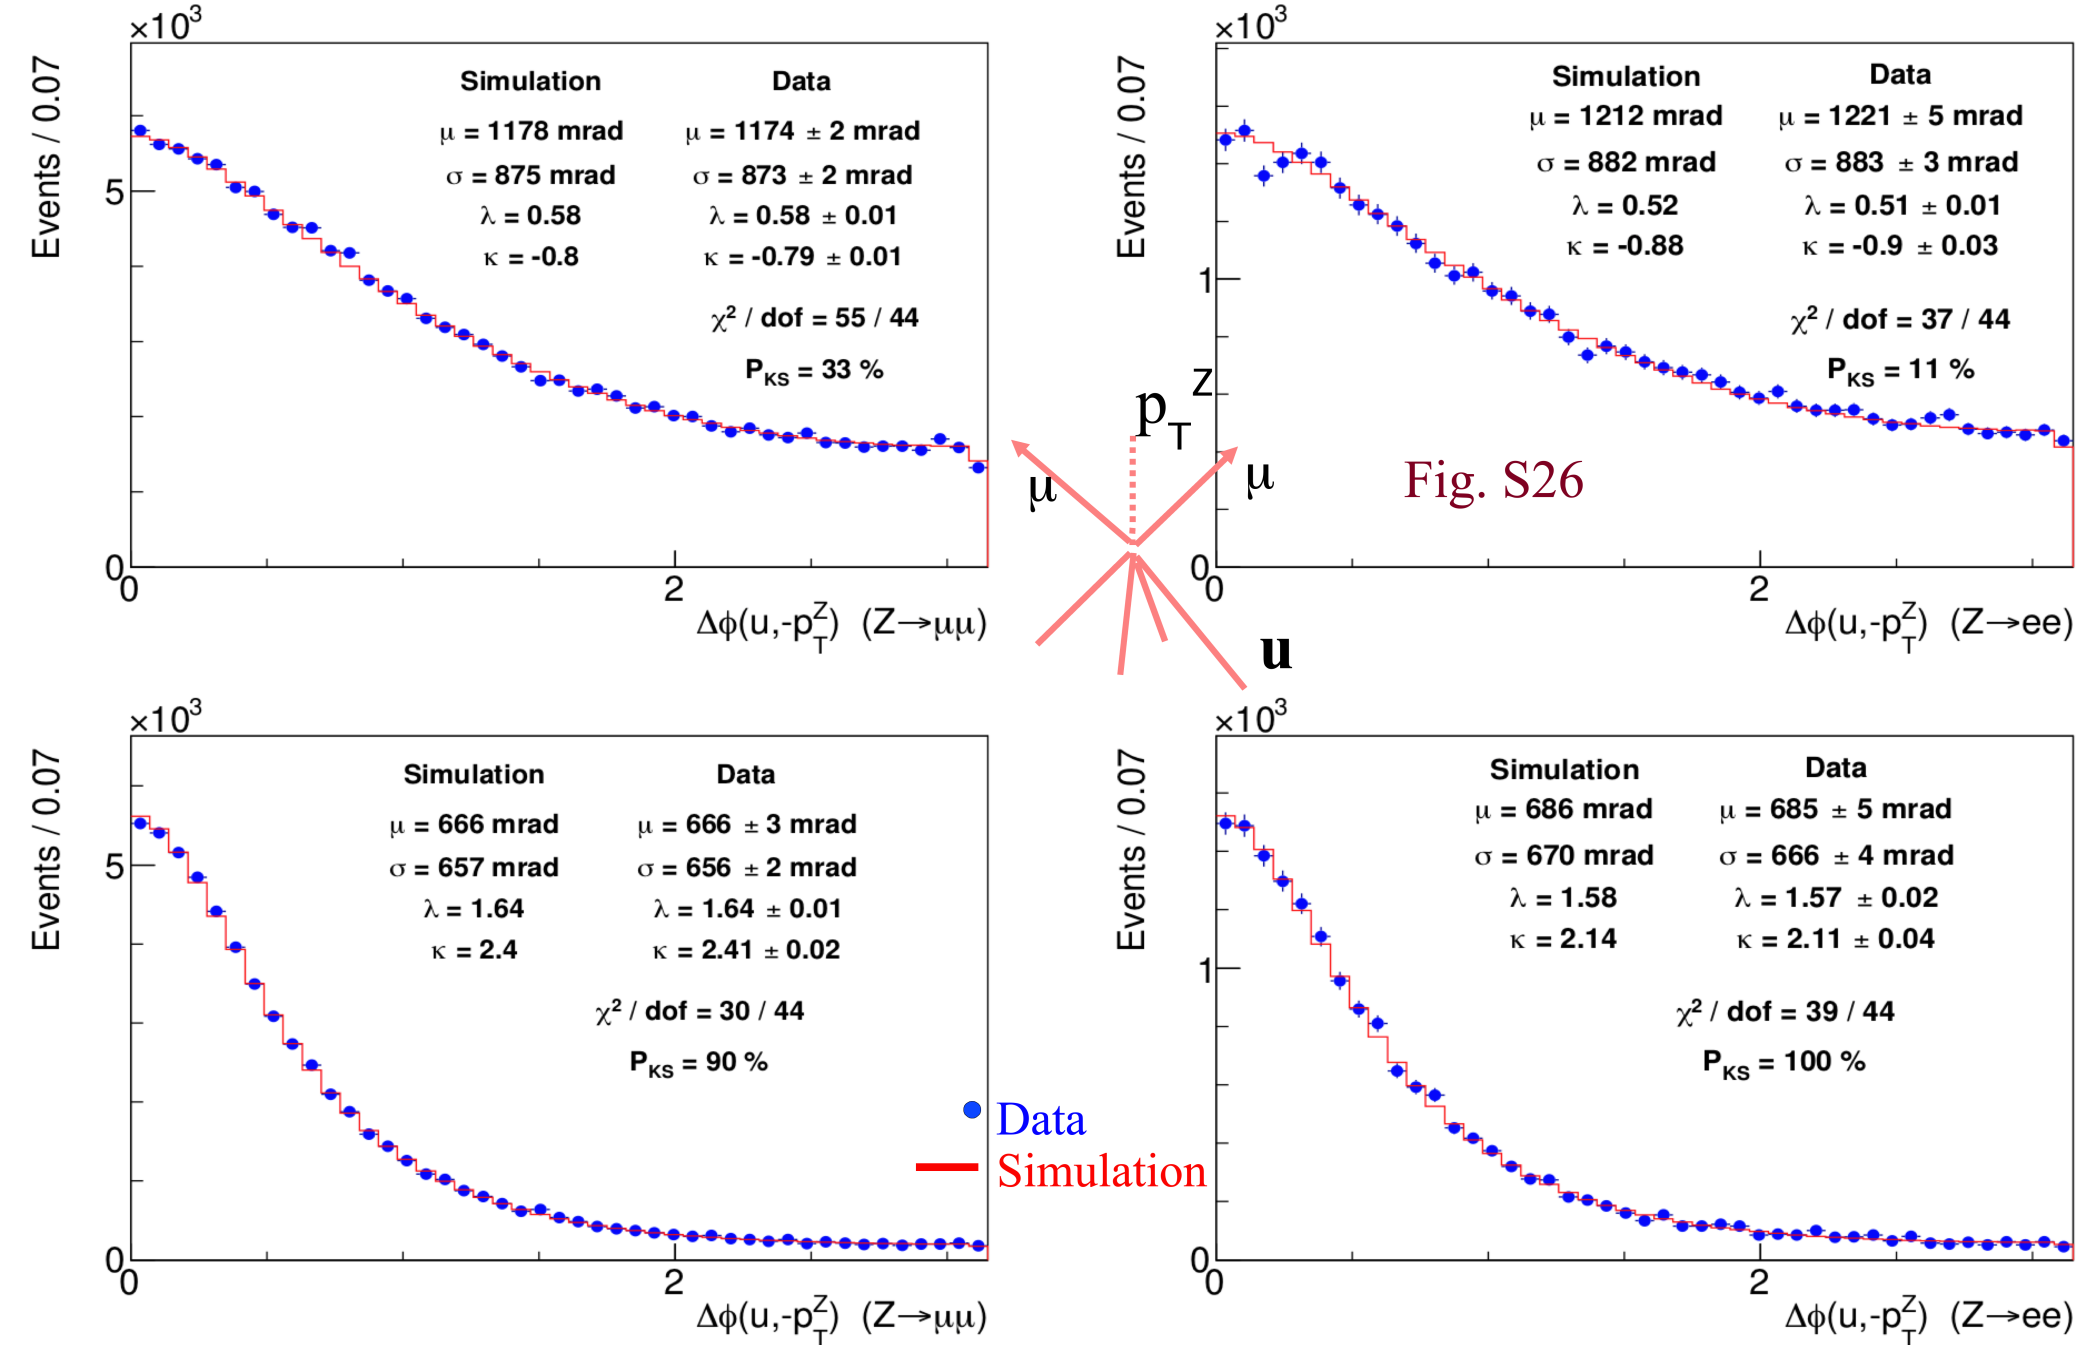 ×10³
Events / 0.07
Simulation Data
μ = 1178 mrad μ = 1174 ± 2 mrad
σ = 875 mrad σ = 873 ± 2 mrad
λ = 0.58 λ = 0.58 ± 0.01
κ = -0.8 κ = -0.79 ± 0.01
χ² / dof = 55 / 44
P_KS = 33 %
5
0
0 2
Δϕ(u,-p_T^Z) (Z→μμ)
×10³
Events / 0.07
Simulation Data
μ = 1212 mrad μ = 1221 ± 5 mrad
σ = 882 mrad σ = 883 ± 3 mrad
λ = 0.52 λ = 0.51 ± 0.01
κ = -0.88 κ = -0.9 ± 0.03
χ² / dof = 37 / 44
P_KS = 11 %
1
0
0 2
Δϕ(u,-p_T^Z) (Z→ee)
p_T^Z
μ μ
Fig. S26
u
×10³
Events / 0.07
Simulation Data
μ = 666 mrad μ = 666 ± 3 mrad
σ = 657 mrad σ = 656 ± 2 mrad
λ = 1.64 λ = 1.64 ± 0.01
κ = 2.4 κ = 2.41 ± 0.02
χ² / dof = 30 / 44
P_KS = 90 %
5
0
0 2
Δϕ(u,-p_T^Z) (Z→μμ)
Data
Simulation
×10³
Events / 0.07
Simulation Data
μ = 686 mrad μ = 685 ± 5 mrad
σ = 670 mrad σ = 666 ± 4 mrad
λ = 1.58 λ = 1.57 ± 0.02
κ = 2.14 κ = 2.11 ± 0.04
χ² / dof = 39 / 44
P_KS = 100 %
1
0
0 2
Δϕ(u,-p_T^Z) (Z→ee)